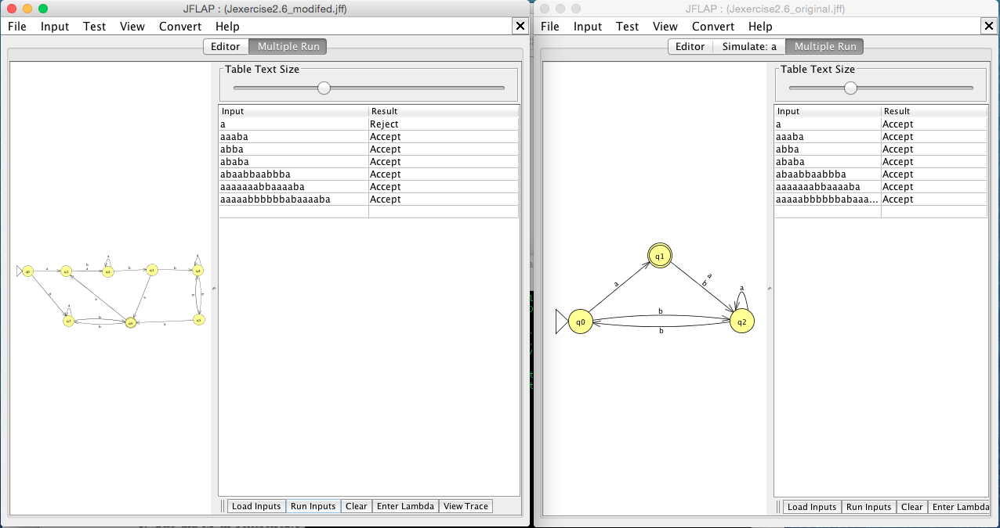 JFLAP : (Jexercise2.6_modifed.jff)
File Input Test View Convert Help
Editor Multiple Run
Table Text Size
Input Result
a Reject
aaaba Accept
abba Accept
ababa Accept
abaabbaabbba Accept
aaaaaaabbaaaaba Accept
aaaaabbbbbbabaaaaba Accept
q0 a q1 b a q2 a b q3 b q4 a
q7 a b b q6 a q5
Load Inputs Run Inputs Clear Enter Lambda View Trace
JFLAP : (Jexercise2.6_original.jff)
File Input Test View Convert Help
Editor Simulate: a Multiple Run
Table Text Size
Input Result
a Accept
aaaba Accept
abba Accept
ababa Accept
abaabbaabbba Accept
aaaaaaabbaaaaba Accept
aaaaabbbbbbabaaa... Accept
q1
a
a
b
a
q0
b
b
q2
Load Inputs Run Inputs Clear Enter Lambda